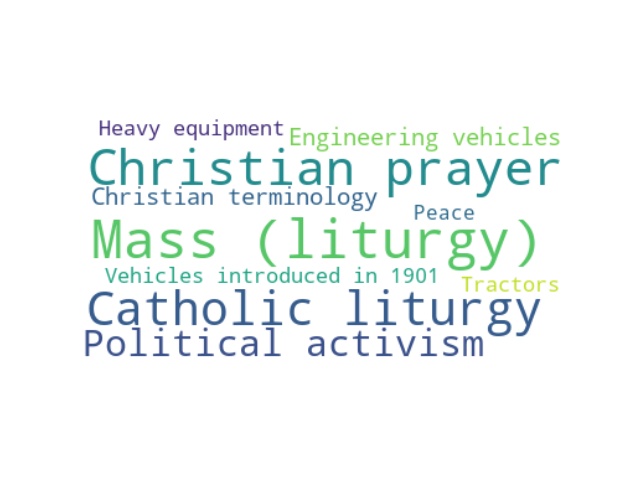 Heavy equipment
Engineering vehicles
Christian prayer
Christian terminology
Peace
Mass (liturgy)
Vehicles introduced in 1901
Tractors
Catholic liturgy
Political activism